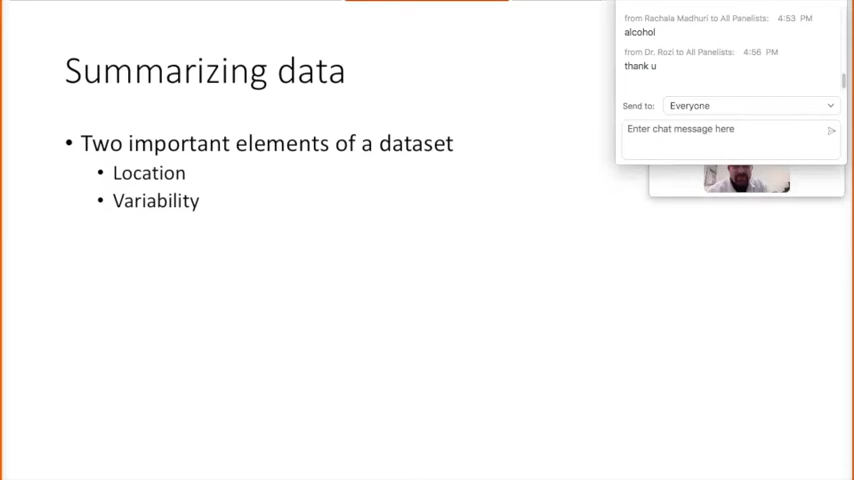 Summarizing data
• Two important elements of a dataset
• Location
• Variability
from Rachala Madhuri to All Panelists: 4:53 PM
alcohol
from Dr. Rozi to All Panelists: 4:56 PM
thank u
Send to: Everyone
Enter chat message here